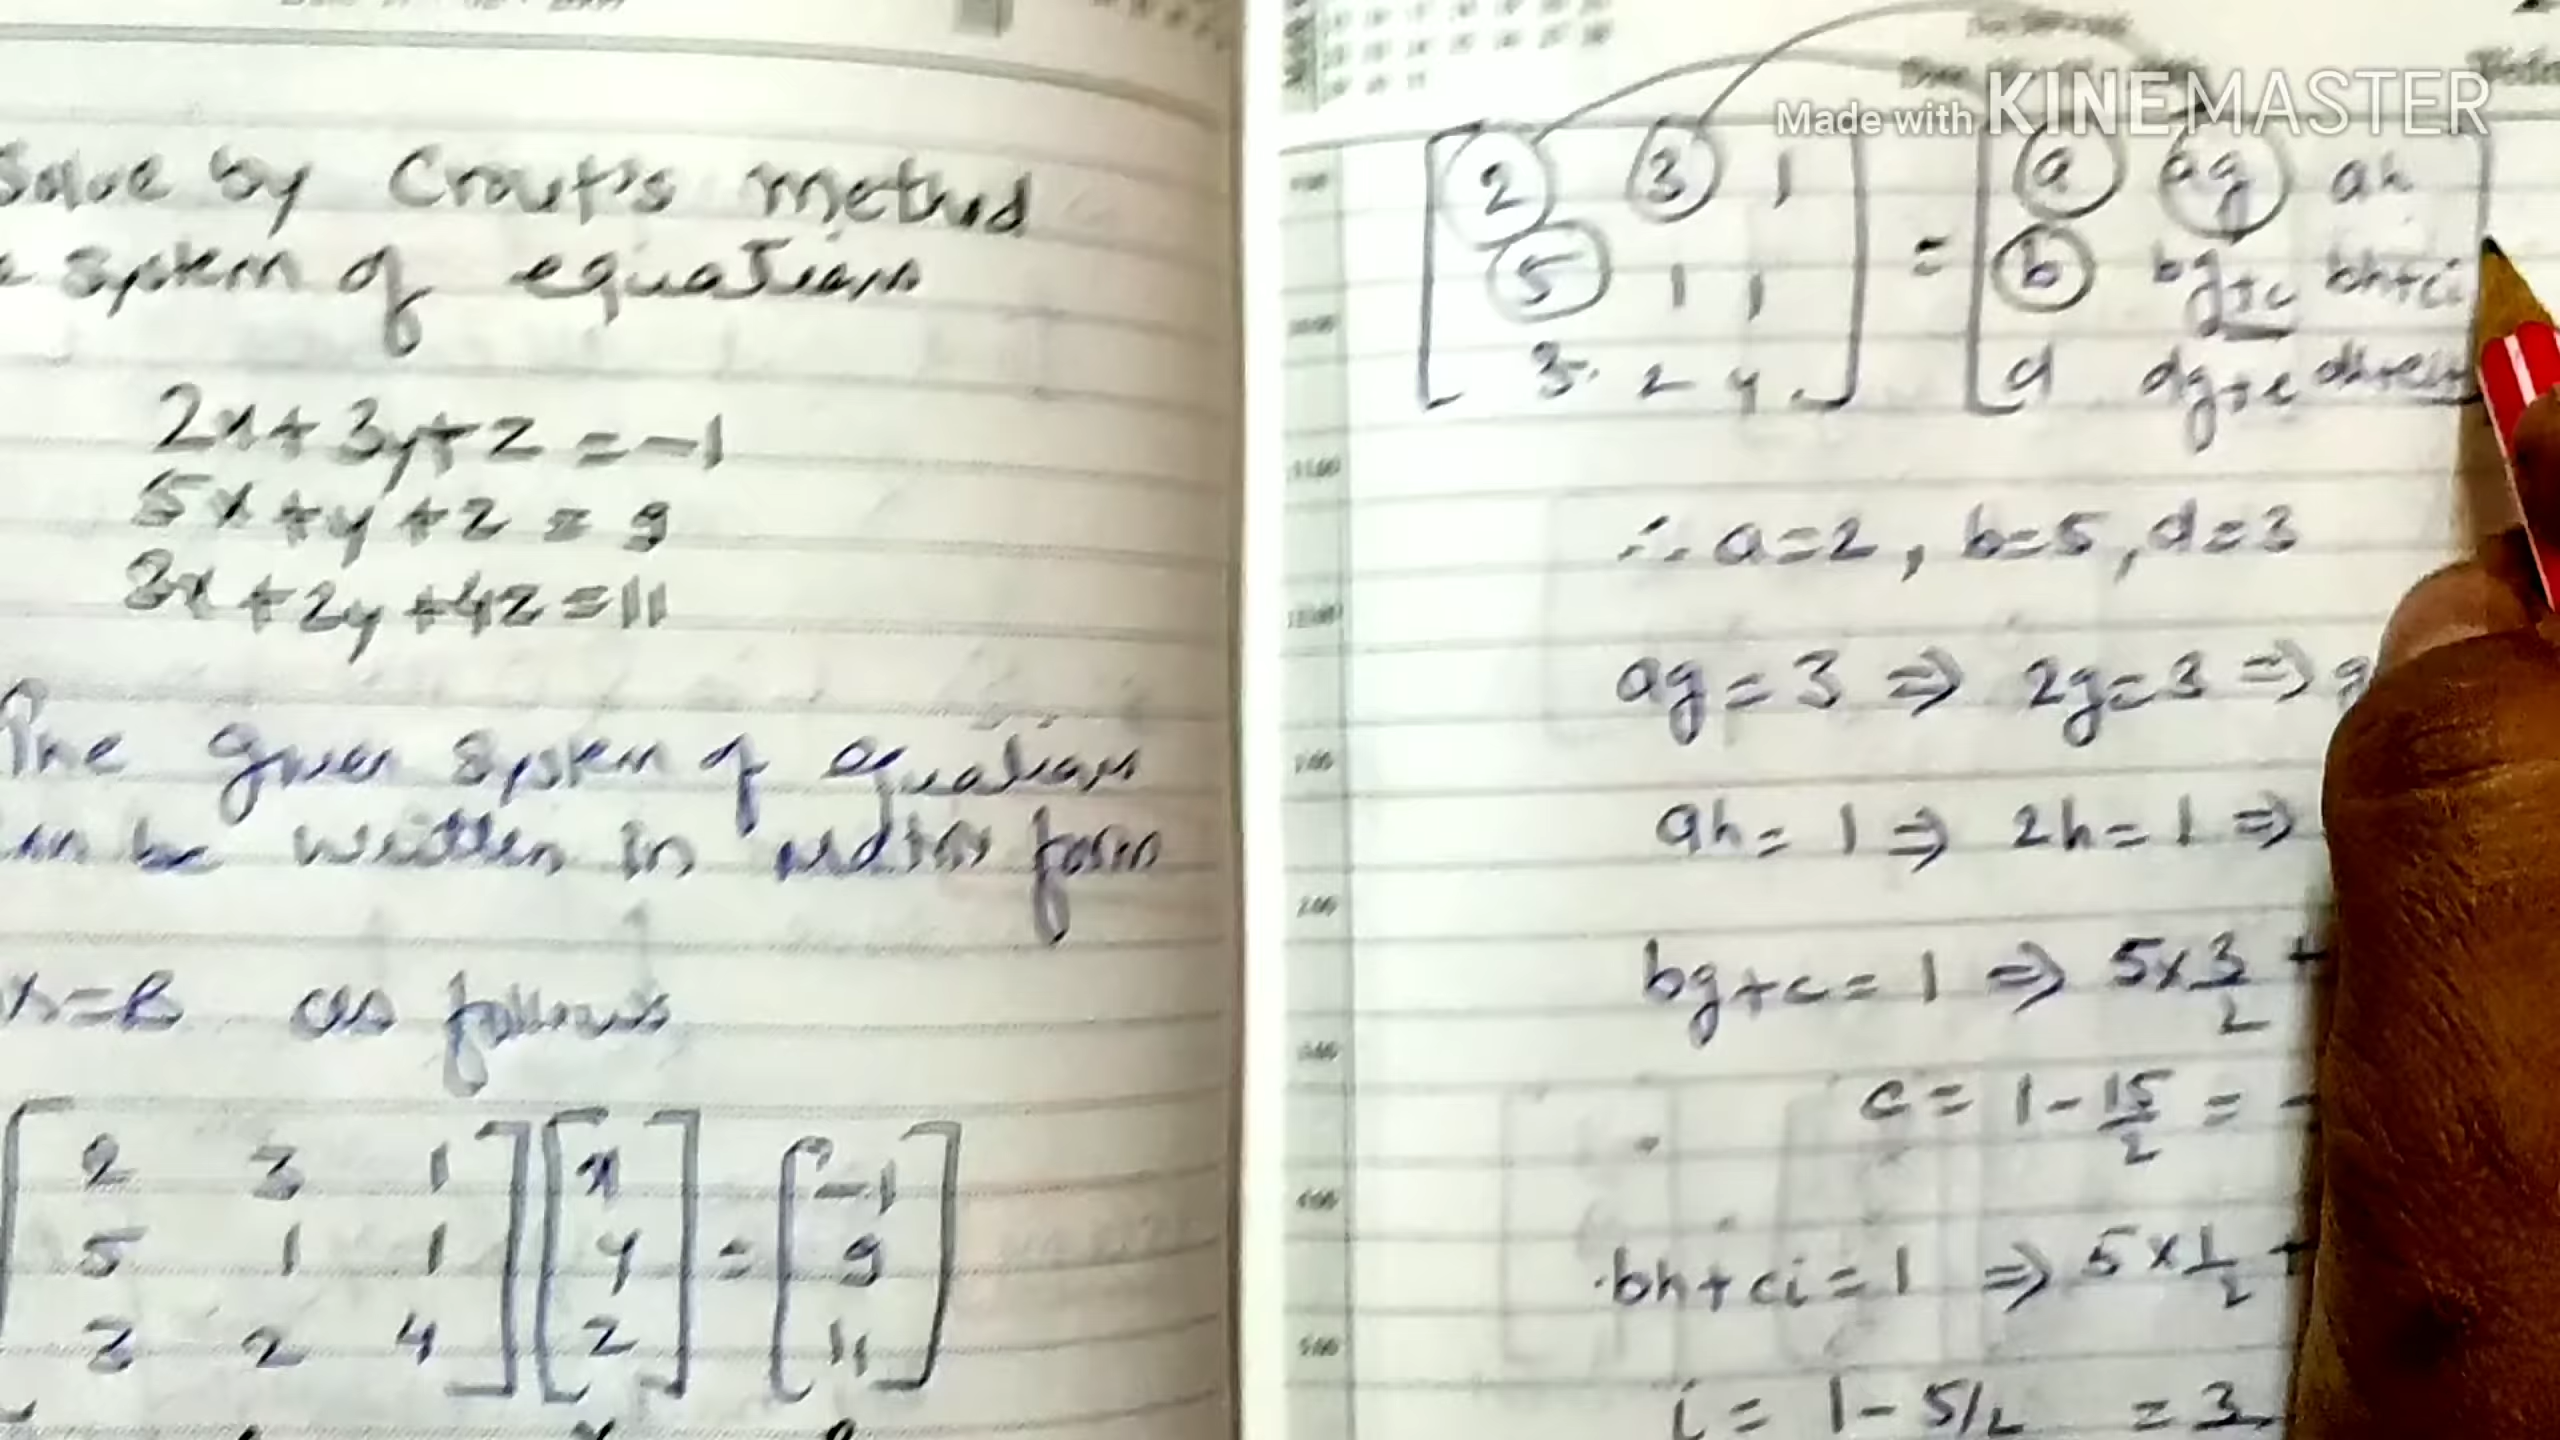 Solve by Crout's Method
system of equations
2x + 3y + z = -1
5x + y + z = 9
3x + 2y + 4z = 11
The given system of equations
can be written in matrix form
X = B as follows
[2 3 1] [x] = [-1]
[5 1 1] [y] = [9]
[3 2 4] [z] = [11]
Made with KINEMASTER
[2 3 1] = [a ag ah]
[5 1 1] [b bg+c bh+ci]
[3 2 4] [d dg+e dh+ei+
∴ a=2, b=5, d=3
ag = 3 ⇒ 2g = 3 ⇒ g
ah = 1 ⇒ 2h = 1 ⇒
bg + c = 1 ⇒ 5 x 3/2 +
c = 1 - 15/2 = -
bh + ci = 1 ⇒ 5 x 1/2 +
i = 1 - 5/2 = 3